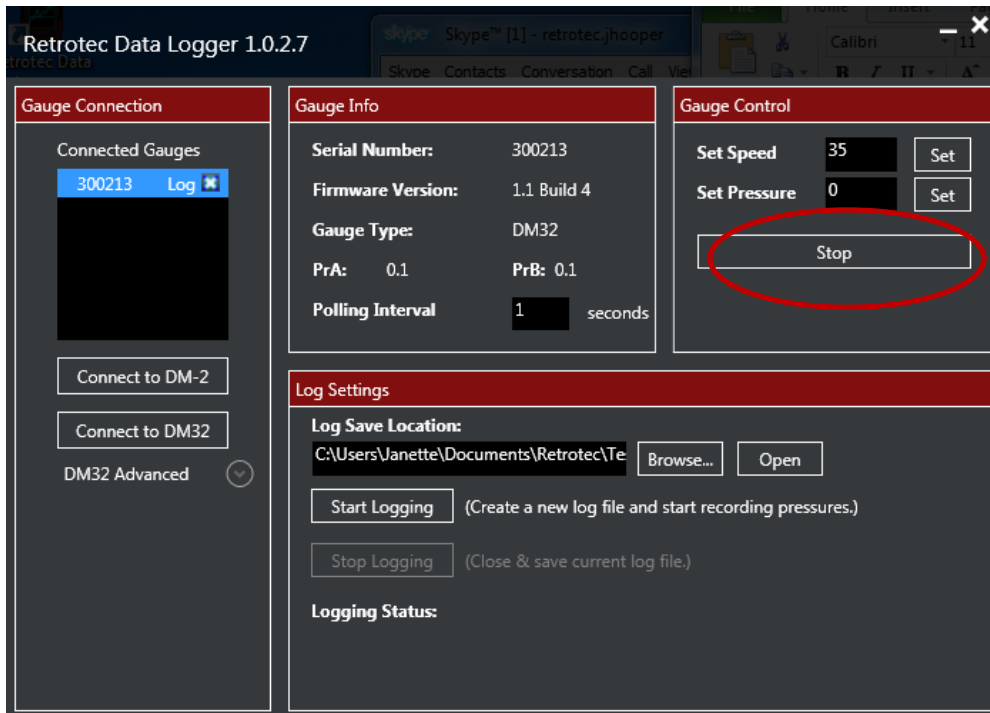 Retrotec Data Logger 1.0.2.7
skype Skype™ [1] - retrotec.jhooper
Skype Contacts Conversation Call
Home Insert
Calibri 11
B I U A
Gauge Connection
Connected Gauges
300213 Log
Connect to DM-2
Connect to DM32
DM32 Advanced
Gauge Info
Serial Number: 300213
Firmware Version: 1.1 Build 4
Gauge Type: DM32
PrA: 0.1 PrB: 0.1
Polling Interval 1 seconds
Gauge Control
Set Speed 35 Set
Set Pressure 0 Set
Stop
Log Settings
Log Save Location:
C:\Users\Janette\Documents\Retrotec\Te Browse... Open
Start Logging (Create a new log file and start recording pressures.)
Stop Logging (Close & save current log file.)
Logging Status: